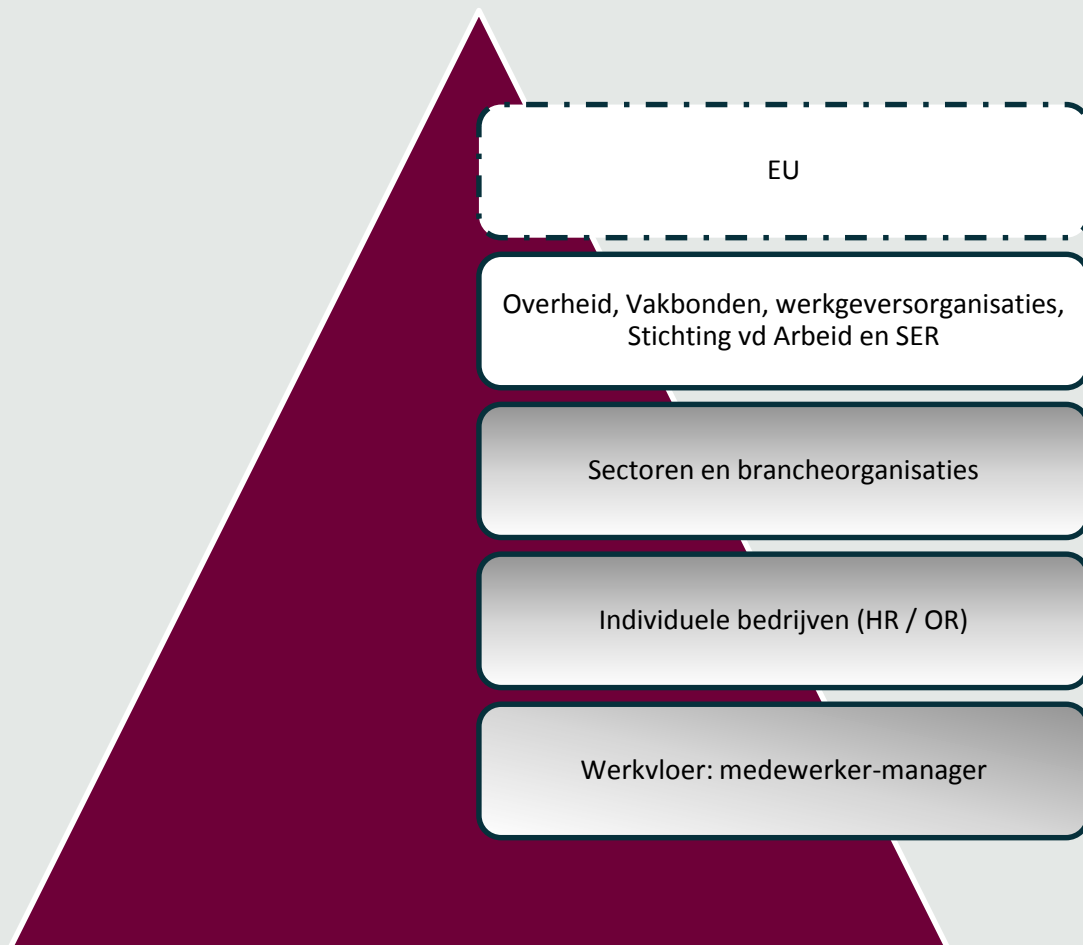 EU
Overheid, Vakbonden, werkgeversorganisaties,
Stichting vd Arbeid en SER
Sectoren en brancheorganisaties
Individuele bedrijven (HR / OR)
Werkvloer: medewerker-manager